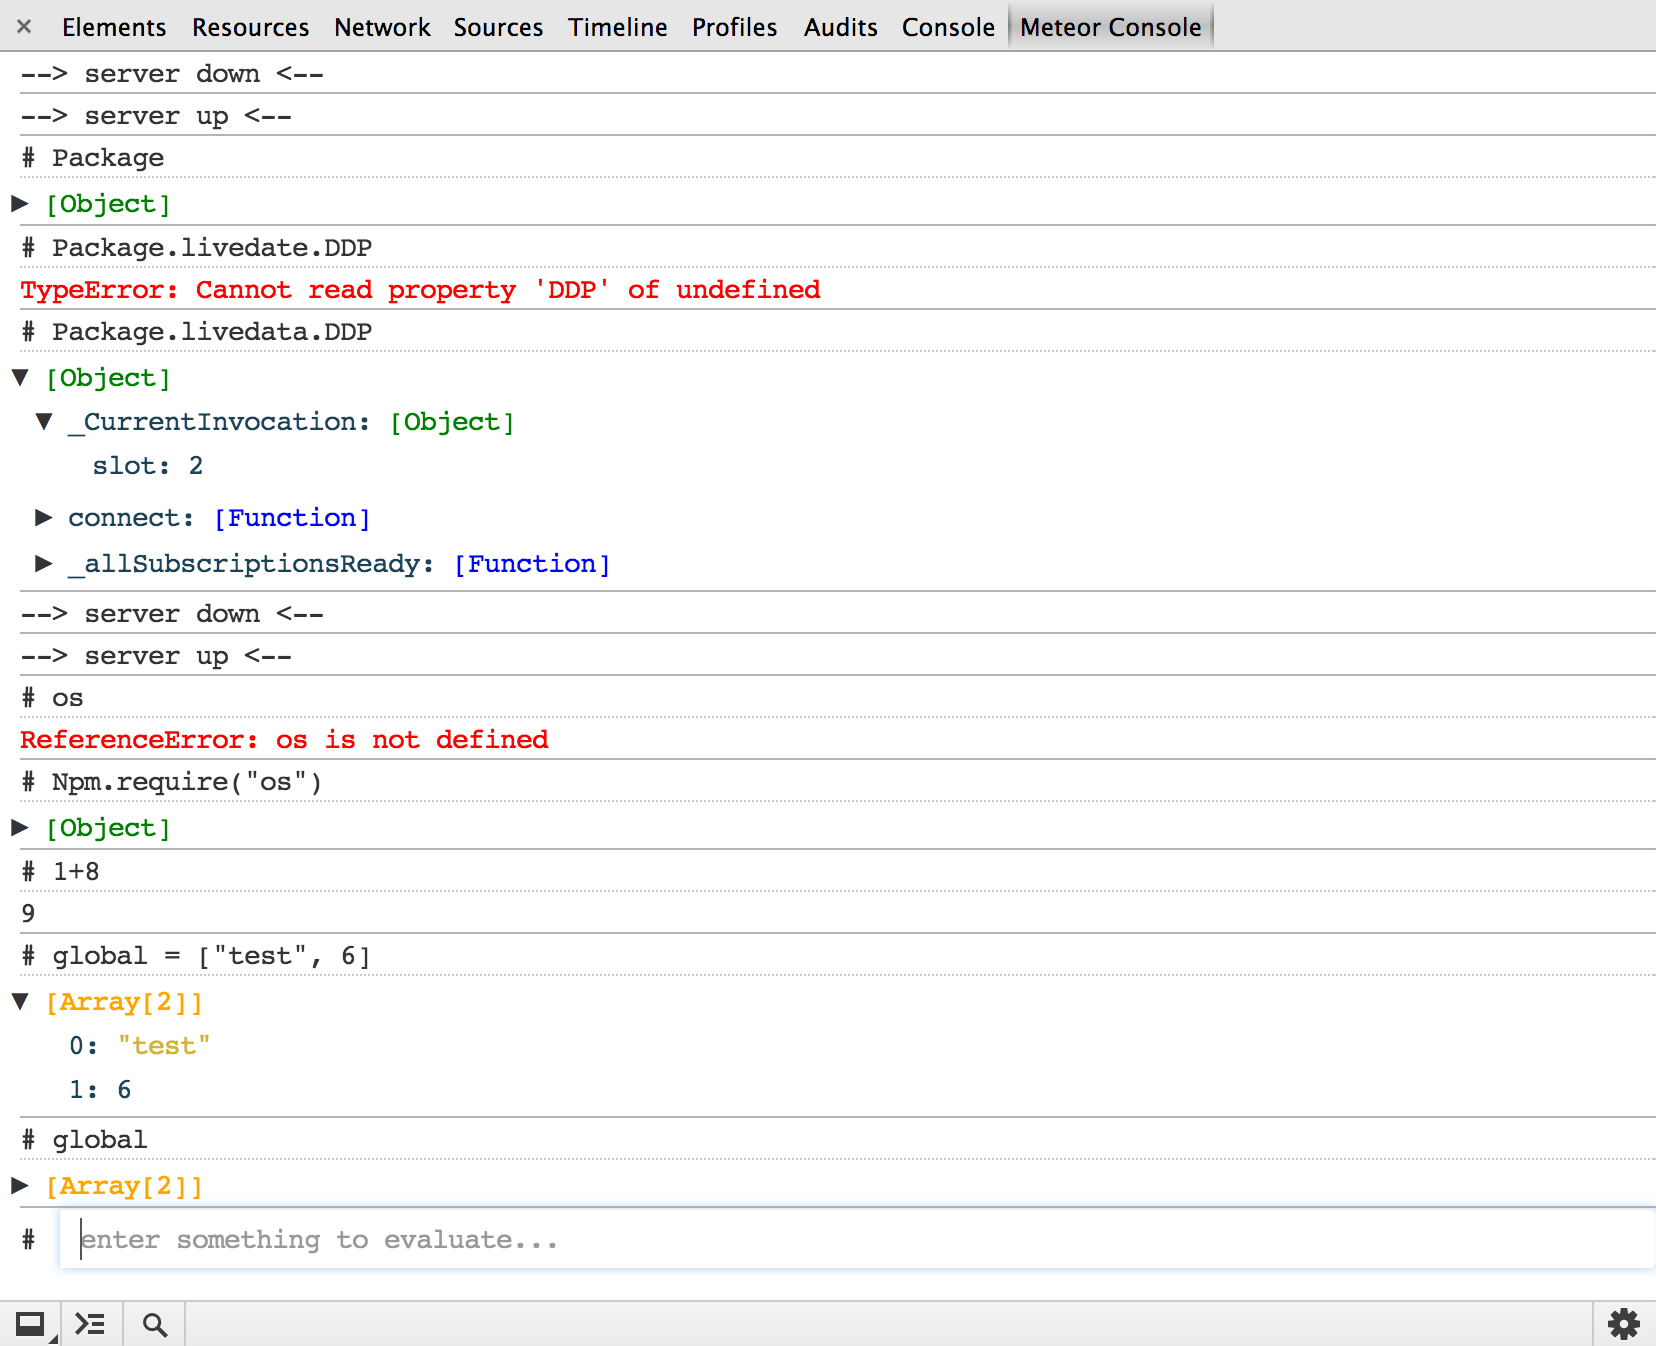 × Elements Resources Network Sources Timeline Profiles Audits Console Meteor Console
--> server down <--
--> server up <--
# Package
▶ [Object]
# Package.livedate.DDP
TypeError: Cannot read property 'DDP' of undefined
# Package.livedata.DDP
▼ [Object]
▼ _CurrentInvocation: [Object]
slot: 2
▶ connect: [Function]
▶ _allSubscriptionsReady: [Function]
--> server down <--
--> server up <--
# os
ReferenceError: os is not defined
# Npm.require("os")
▶ [Object]
# 1+8
9
# global = ["test", 6]
▼ [Array[2]]
0: "test"
1: 6
# global
▶ [Array[2]]
# enter something to evaluate...